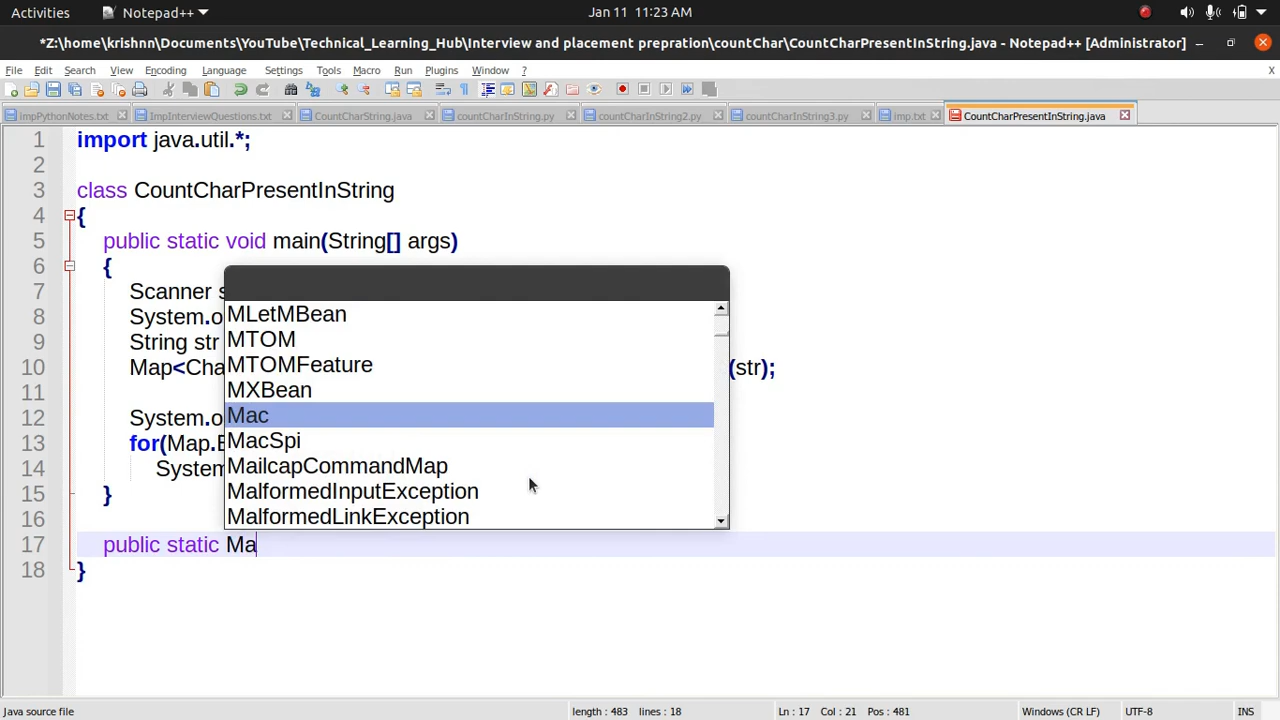 Activities Notepad++ Jan 11 11:23 AM
*Z:\home\krishnn\Documents\YouTube\Technical_Learning_Hub\Interview and placement prepration\countChar\CountCharPresentInString.java - Notepad++ [Administrator]
File Edit Search View Encoding Language Settings Tools Macro Run Plugins Window ? X
impPythonNotes.txt ImpInterviewQuestions.txt CountCharString.java countCharInString.py countCharInString2.py countCharInString3.py imp.txt CountCharPresentInString.java
1 import java.util.*;
2
3 class CountCharPresentInString
4 {
5 public static void main(String[] args)
6 {
7 Scanner s
8 System.o
9 String str
10 Map<Cha (str);
11
12 System.o
13 for(Map.E
14 System
15 }
16
17 public static Ma
18 }
MLetMBean
MTOM
MTOMFeature
MXBean
Mac
MacSpi
MailcapCommandMap
MalformedInputException
MalformedLinkException
Java source file length : 483 lines : 18 Ln : 17 Col : 21 Pos : 481 Windows (CR LF) UTF-8 INS